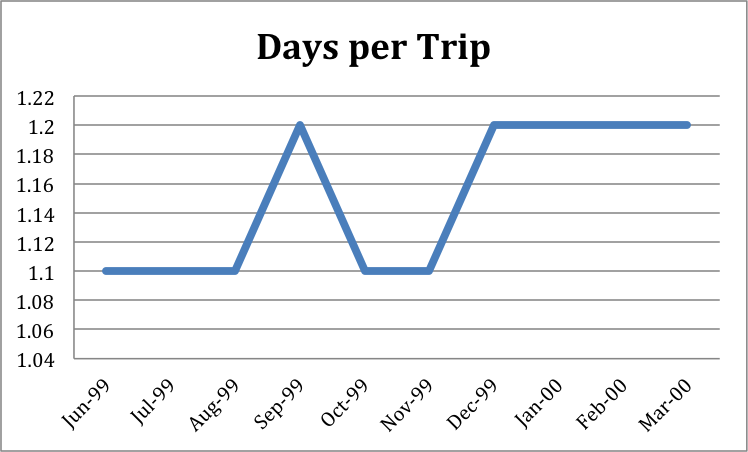 Days per Trip
1.22
1.2
1.18
1.16
1.14
1.12
1.1
1.08
1.06
1.04
Jun-99
Jul-99
Aug-99
Sep-99
Oct-99
Nov-99
Dec-99
Jan-00
Feb-00
Mar-00